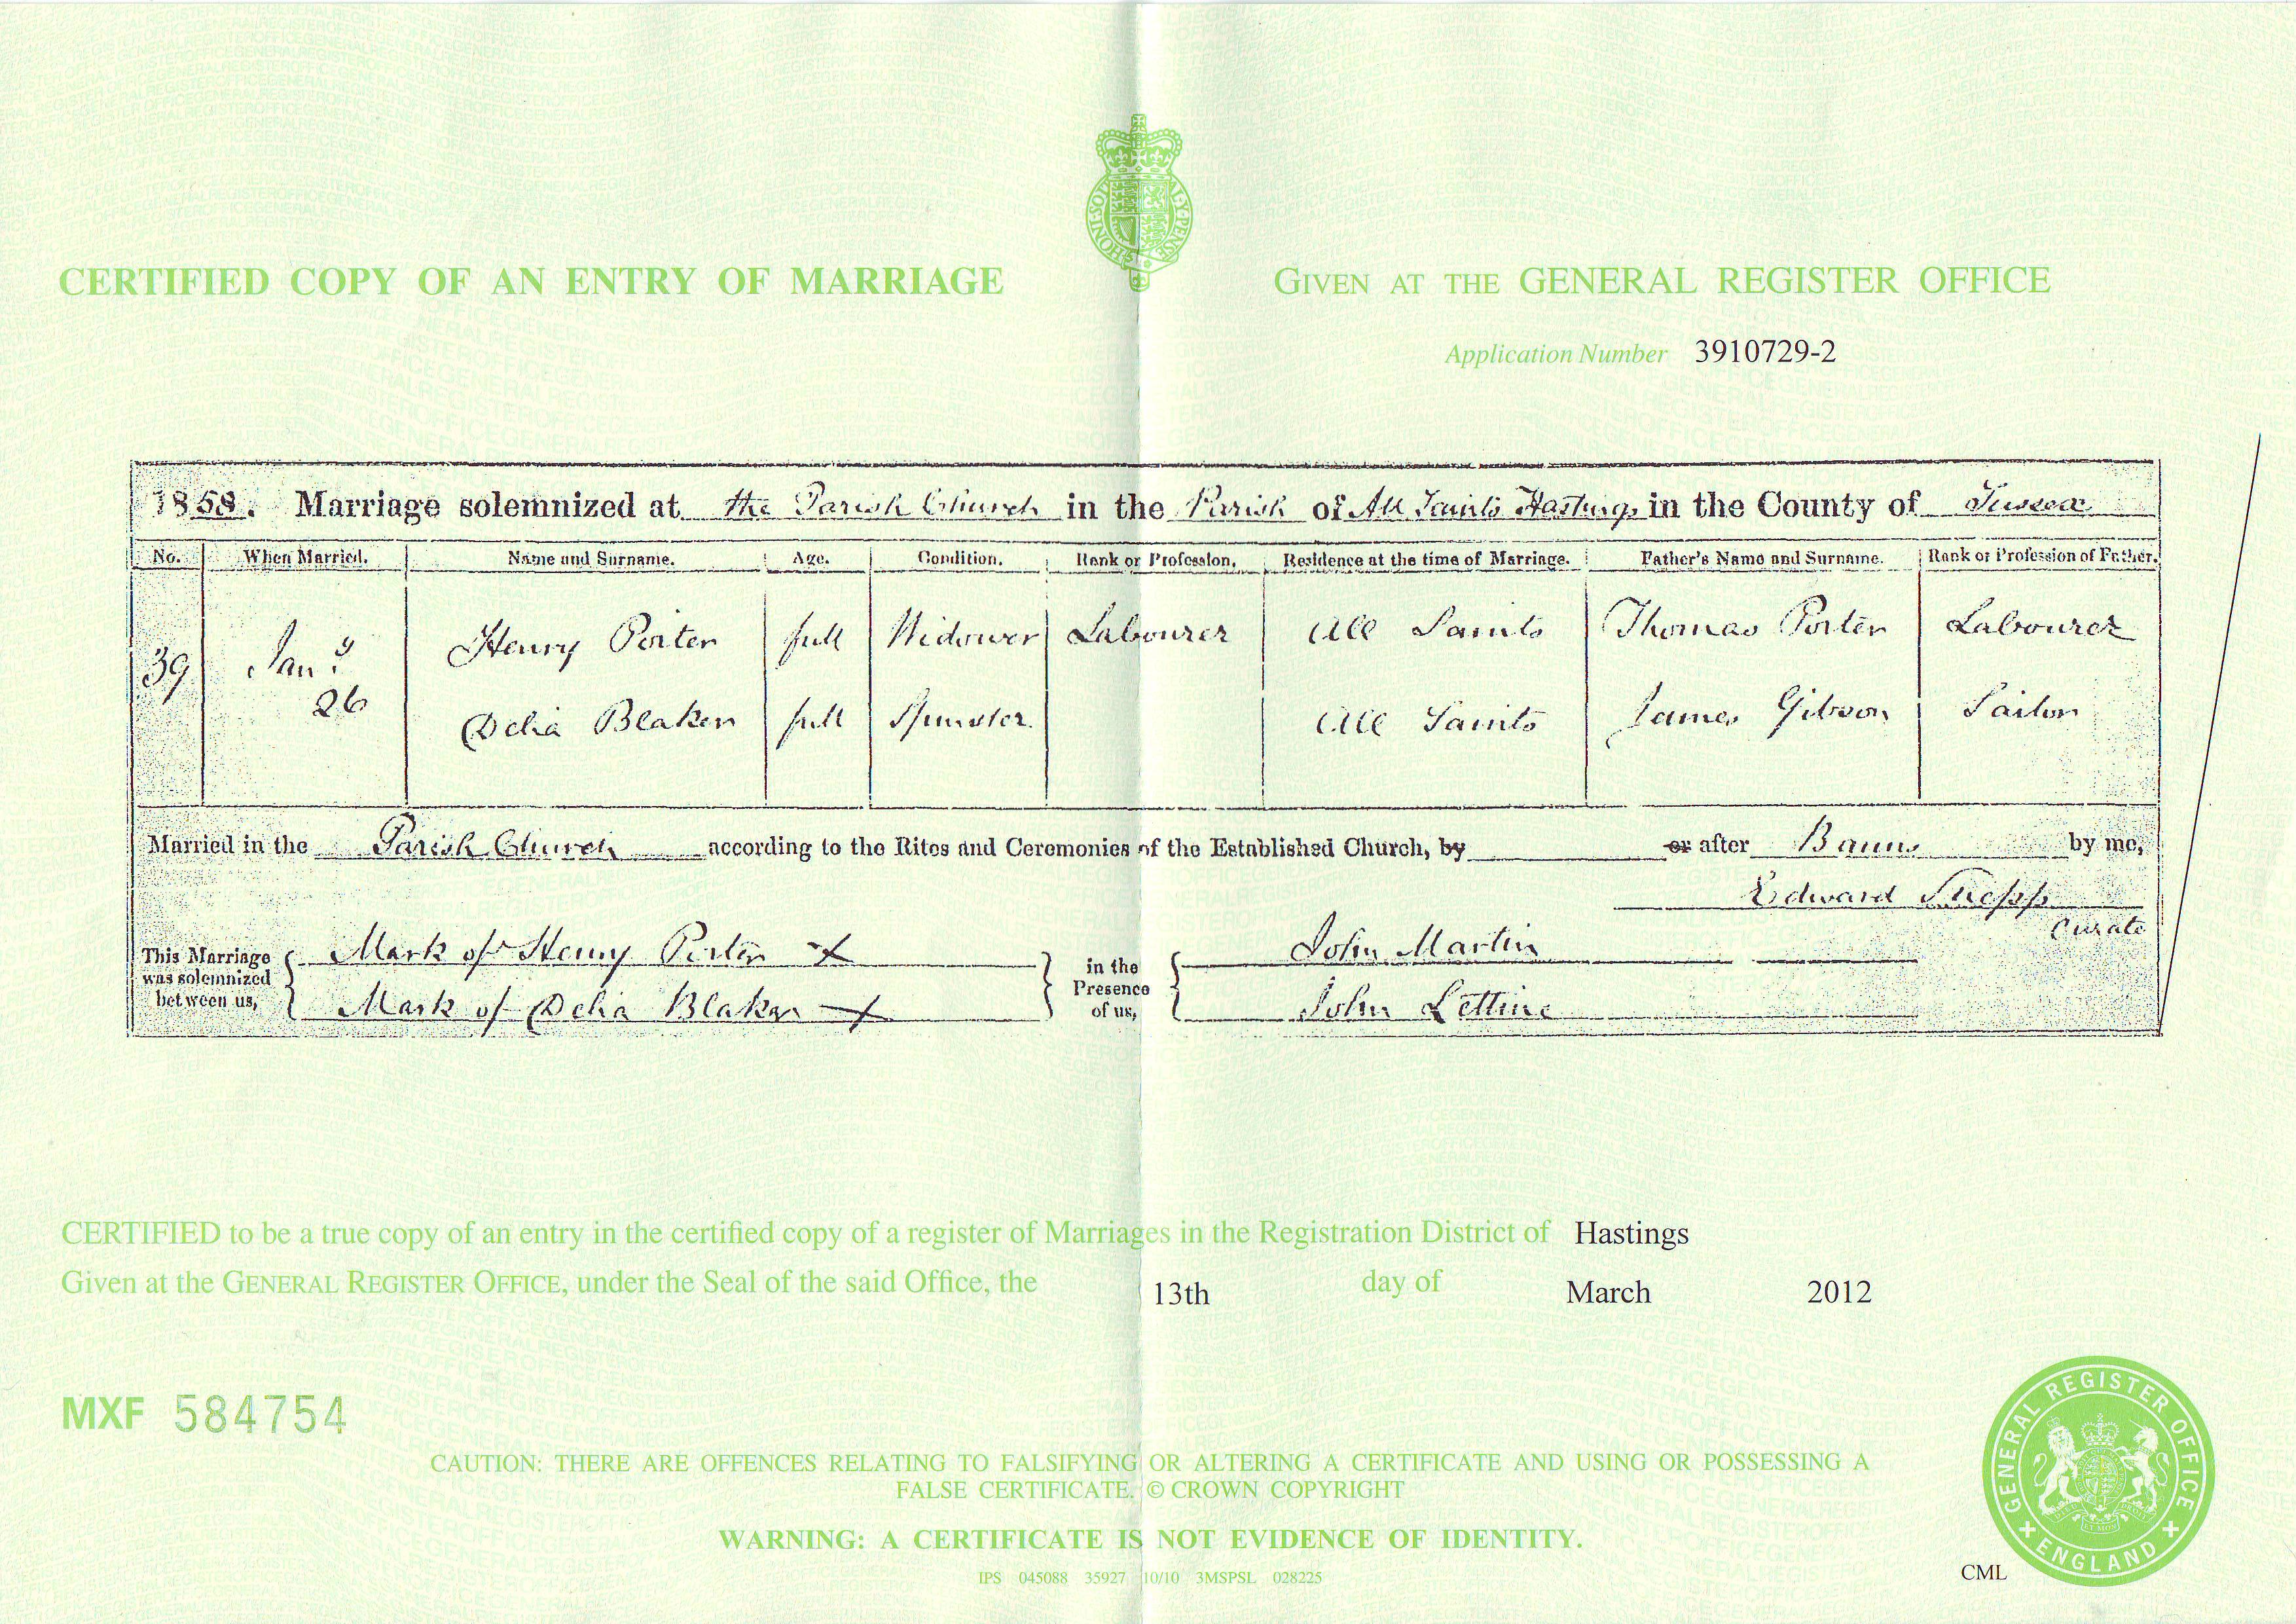 CERTIFIED COPY OF AN ENTRY OF MARRIAGE
GIVEN AT THE GENERAL REGISTER OFFICE
Application Number 3910729-2
1858. Marriage solemnized at the Parish Church in the Parish of All Saints Hastings in the County of Sussex
No. When Married. Name and Surname. Age. Condition. Rank or Profession. Residence at the time of Marriage. Father's Name and Surname. Rank or Profession of Father.
39 Jany 26
Henry Porter full Widower Labourer All Saints Thomas Porter Labourer
Delia Blaker full Spinster All Saints James Gibson Sailor
Married in the Parish Church according to the Rites and Ceremonies of the Established Church, by or after Banns by me,
Edward
Curate
This Marriage was solemnized between us,
Mark of Henry Porter X
Mark of Delia Blaker X
in the Presence of us,
John Martin
John
CERTIFIED to be a true copy of an entry in the certified copy of a register of Marriages in the Registration District of Hastings
Given at the GENERAL REGISTER OFFICE, under the Seal of the said Office, the 13th day of March 2012
MXF 584754
CAUTION: THERE ARE OFFENCES RELATING TO FALSIFYING OR ALTERING A CERTIFICATE AND USING OR POSSESSING A
FALSE CERTIFICATE. © CROWN COPYRIGHT
WARNING: A CERTIFICATE IS NOT EVIDENCE OF IDENTITY.
IPS 045088 35927 10/10 3MSPSL 028225
CML
GENERAL REGISTER OFFICE
ENGLAND